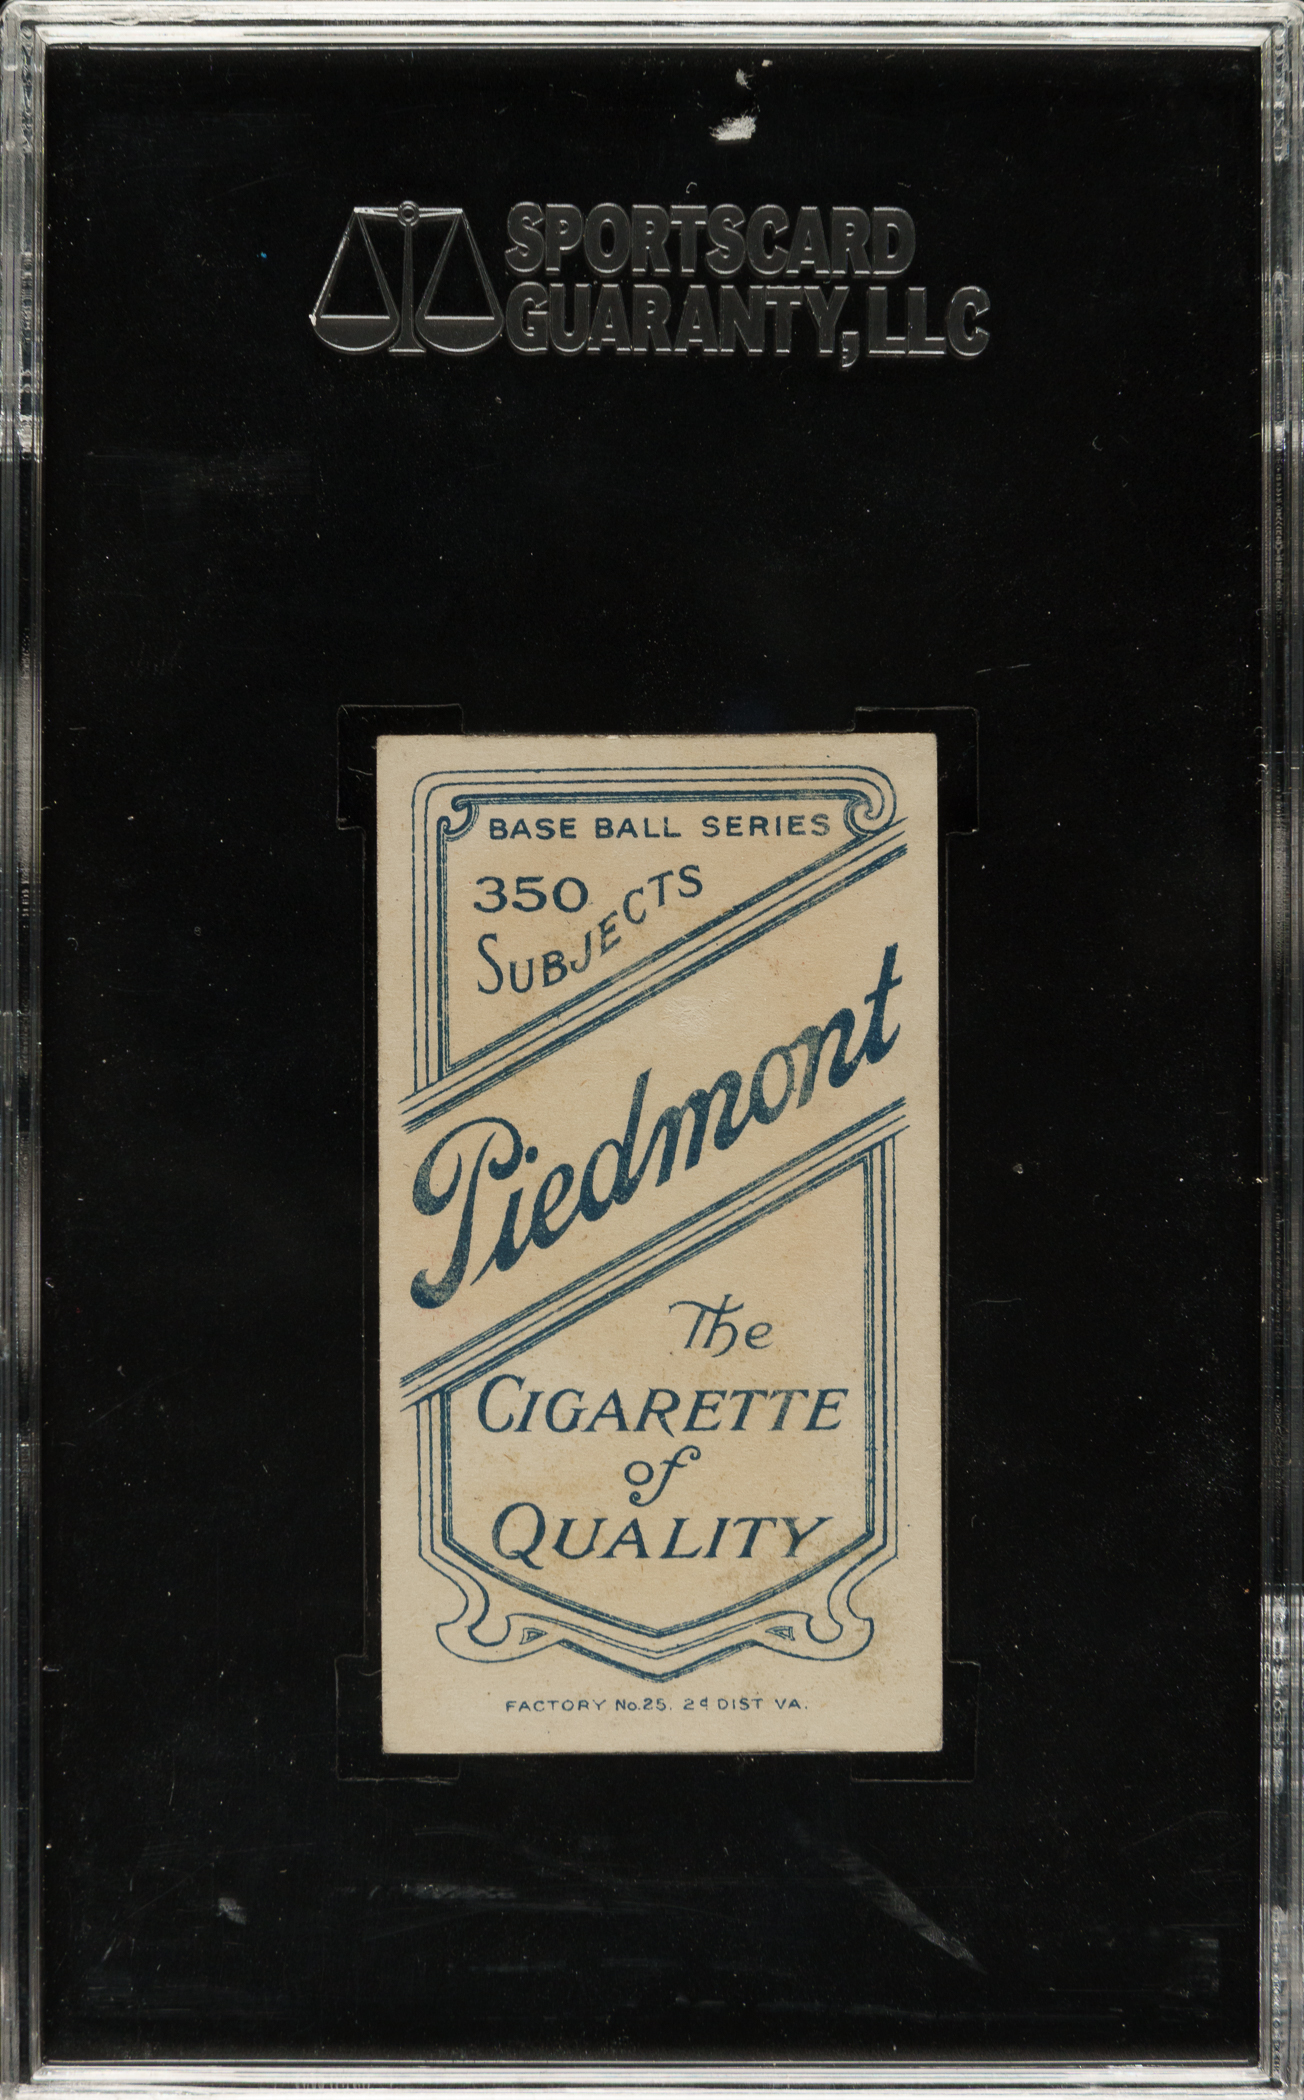 SPORTSCARD
GUARANTY, LLC
BASE BALL SERIES
350
SUBJECTS
Piedmont
The
CIGARETTE
of
QUALITY
FACTORY No.25. 2d DIST VA.